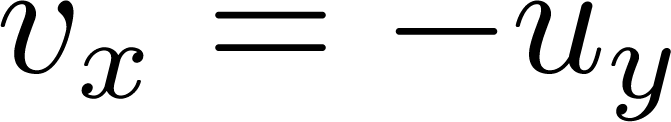 $v_x = -u_y$